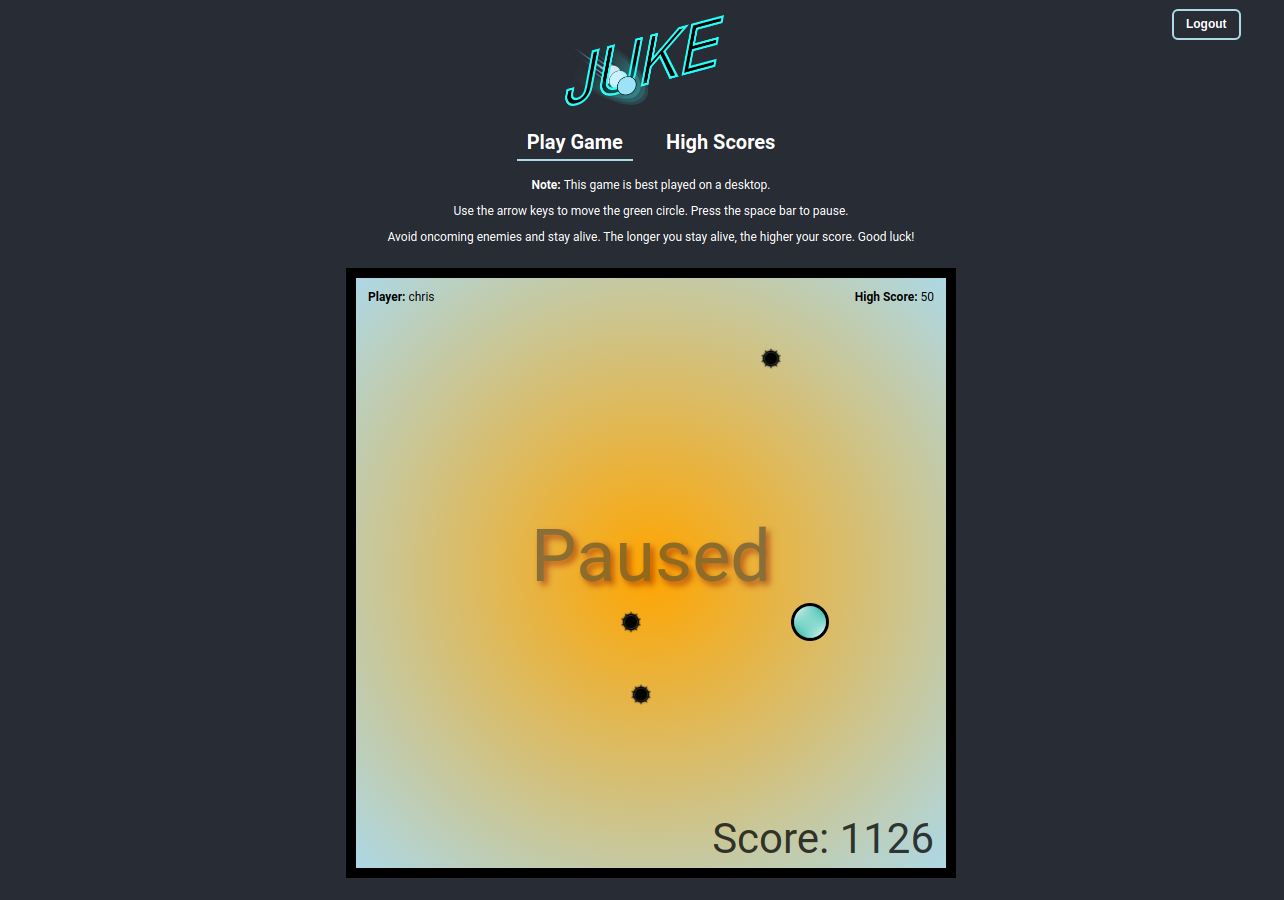 Logout
JUKE
Play Game High Scores
Note: This game is best played on a desktop.
Use the arrow keys to move the green circle. Press the space bar to pause.
Avoid oncoming enemies and stay alive. The longer you stay alive, the higher your score. Good luck!
Player: chris High Score: 50
Paused
Score: 1126